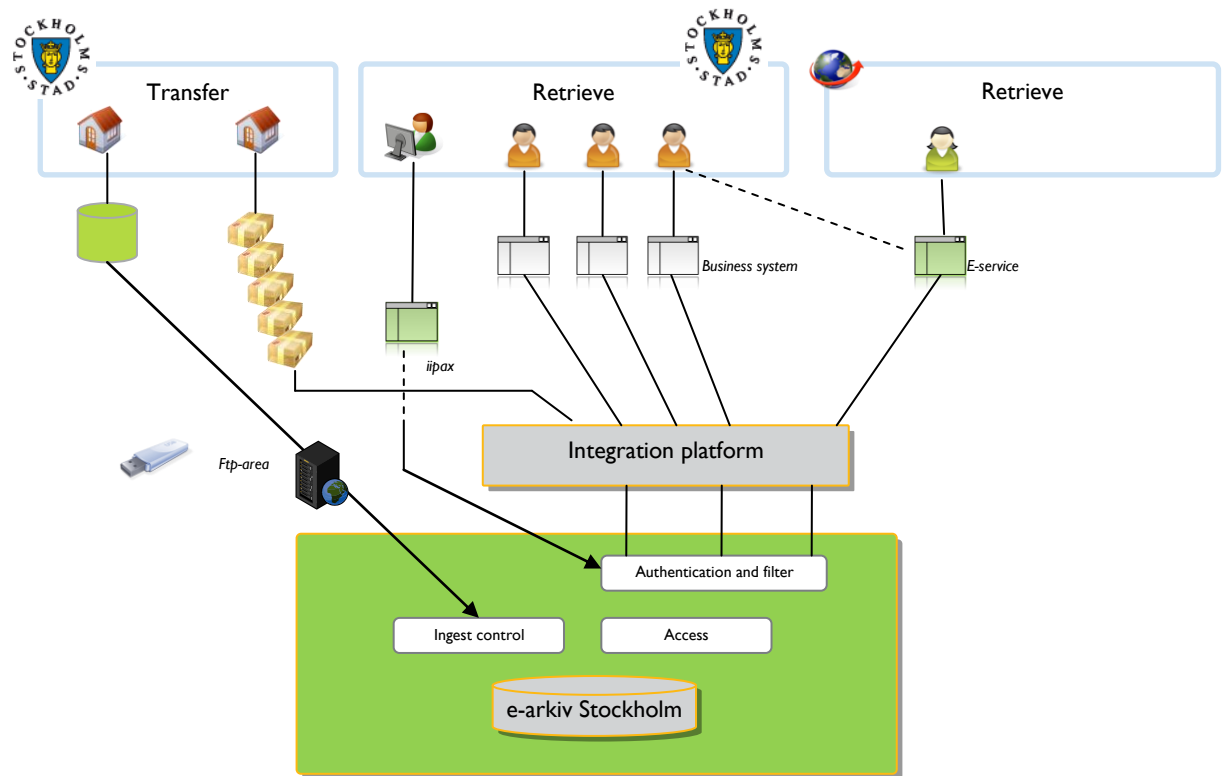 STOCKHOLMS STAD
STOCKHOLMS STAD
Transfer
Retrieve
Retrieve
Business system
E-service
iipax
Integration platform
Ftp-area
Authentication and filter
Ingest control
Access
e-arkiv Stockholm